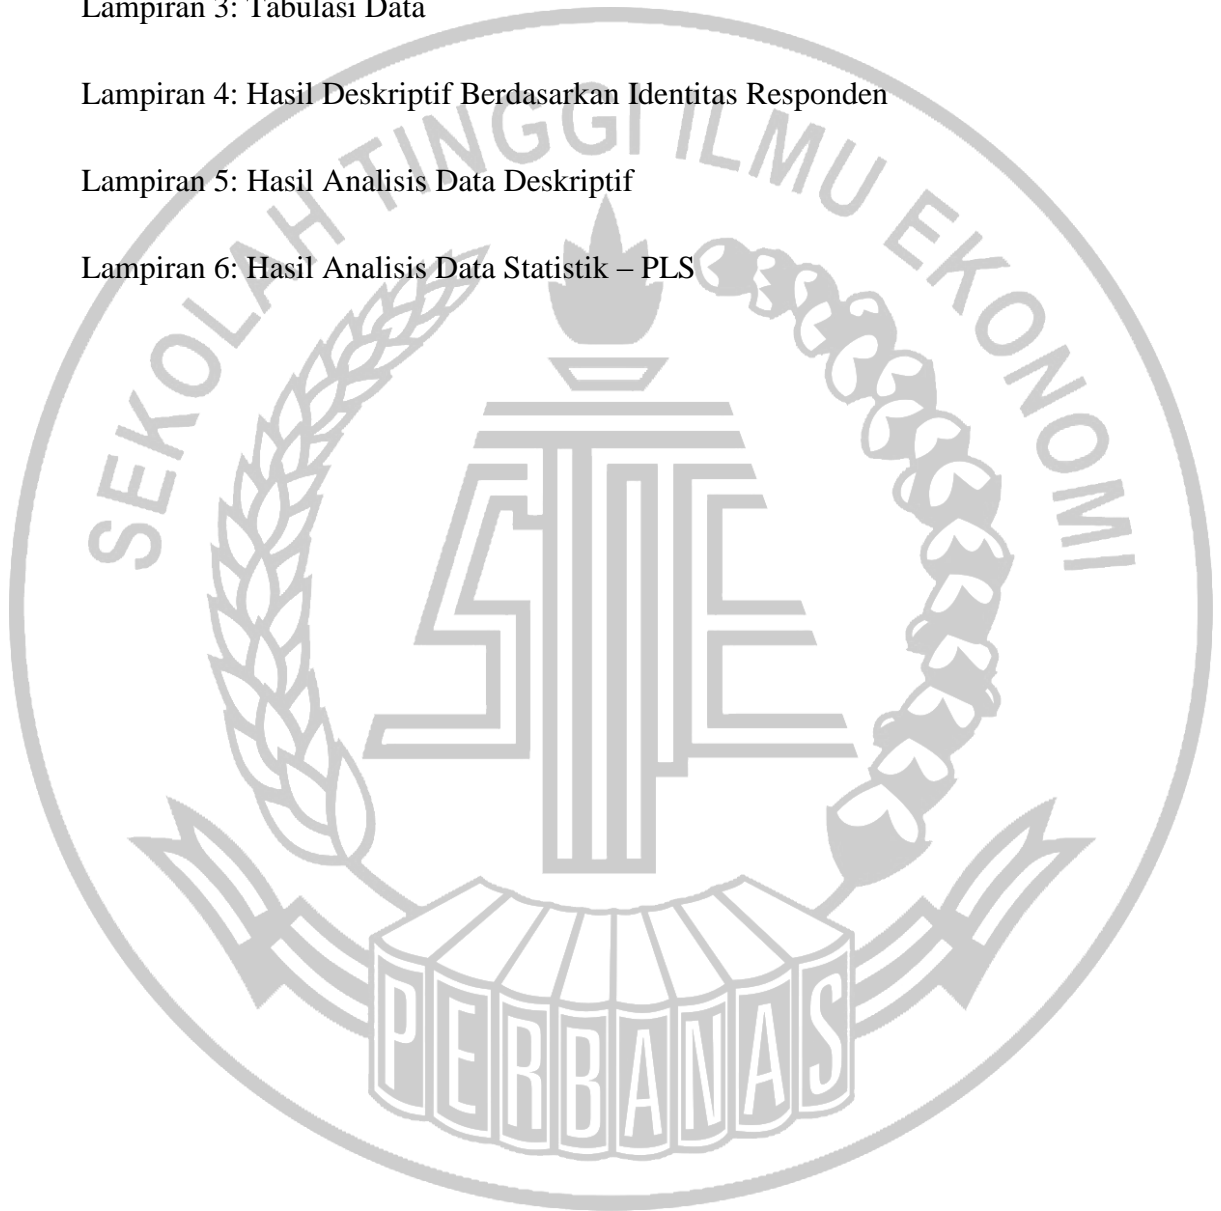 Lampiran 3: Tabulasi Data
Lampiran 4: Hasil Deskriptif Berdasarkan Identitas Responden
Lampiran 5: Hasil Analisis Data Deskriptif
Lampiran 6: Hasil Analisis Data Statistik – PLS
SEKOLAH TINGGI ILMU EKONOMI
STIE
PERBANAS